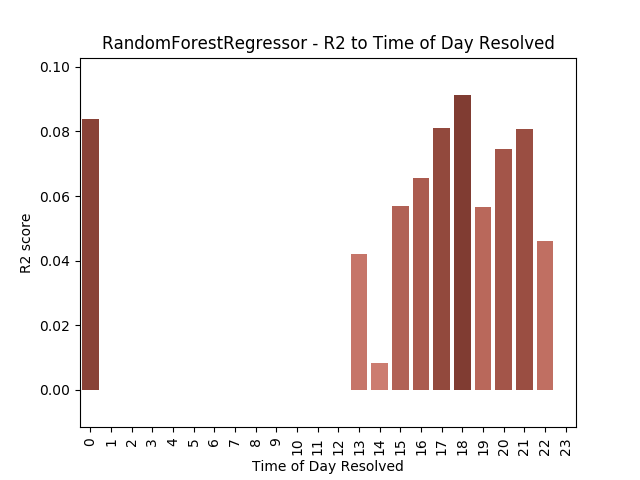 RandomForestRegressor - R2 to Time of Day Resolved
0.10
0.08
0.06
0.04
0.02
0.00
R2 score
0 1 2 3 4 5 6 7 8 9 10 11 12 13 14 15 16 17 18 19 20 21 22 23
Time of Day Resolved